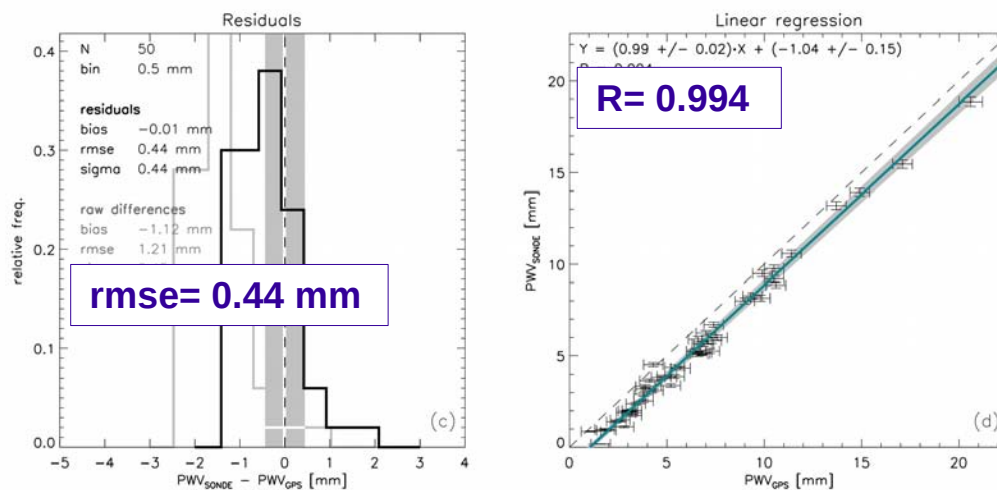 Residuals
N 50
bin 0.5 mm
residuals
bias −0.01 mm
rmse 0.44 mm
sigma 0.44 mm
raw differences
bias −1.12 mm
rmse 1.21 mm
rmse= 0.44 mm
(c)
relative freq.
0.4
0.3
0.2
0.1
0.0
−5 −4 −3 −2 −1 0 1 2 3 4
PWVSONDE − PWVGPS [mm]
Linear regression
Y = (0.99 +/− 0.02)·X + (−1.04 +/− 0.15)
R= 0.994
(d)
PWVSONDE [mm]
20
15
10
5
0
0 5 10 15 20
PWVGPS [mm]